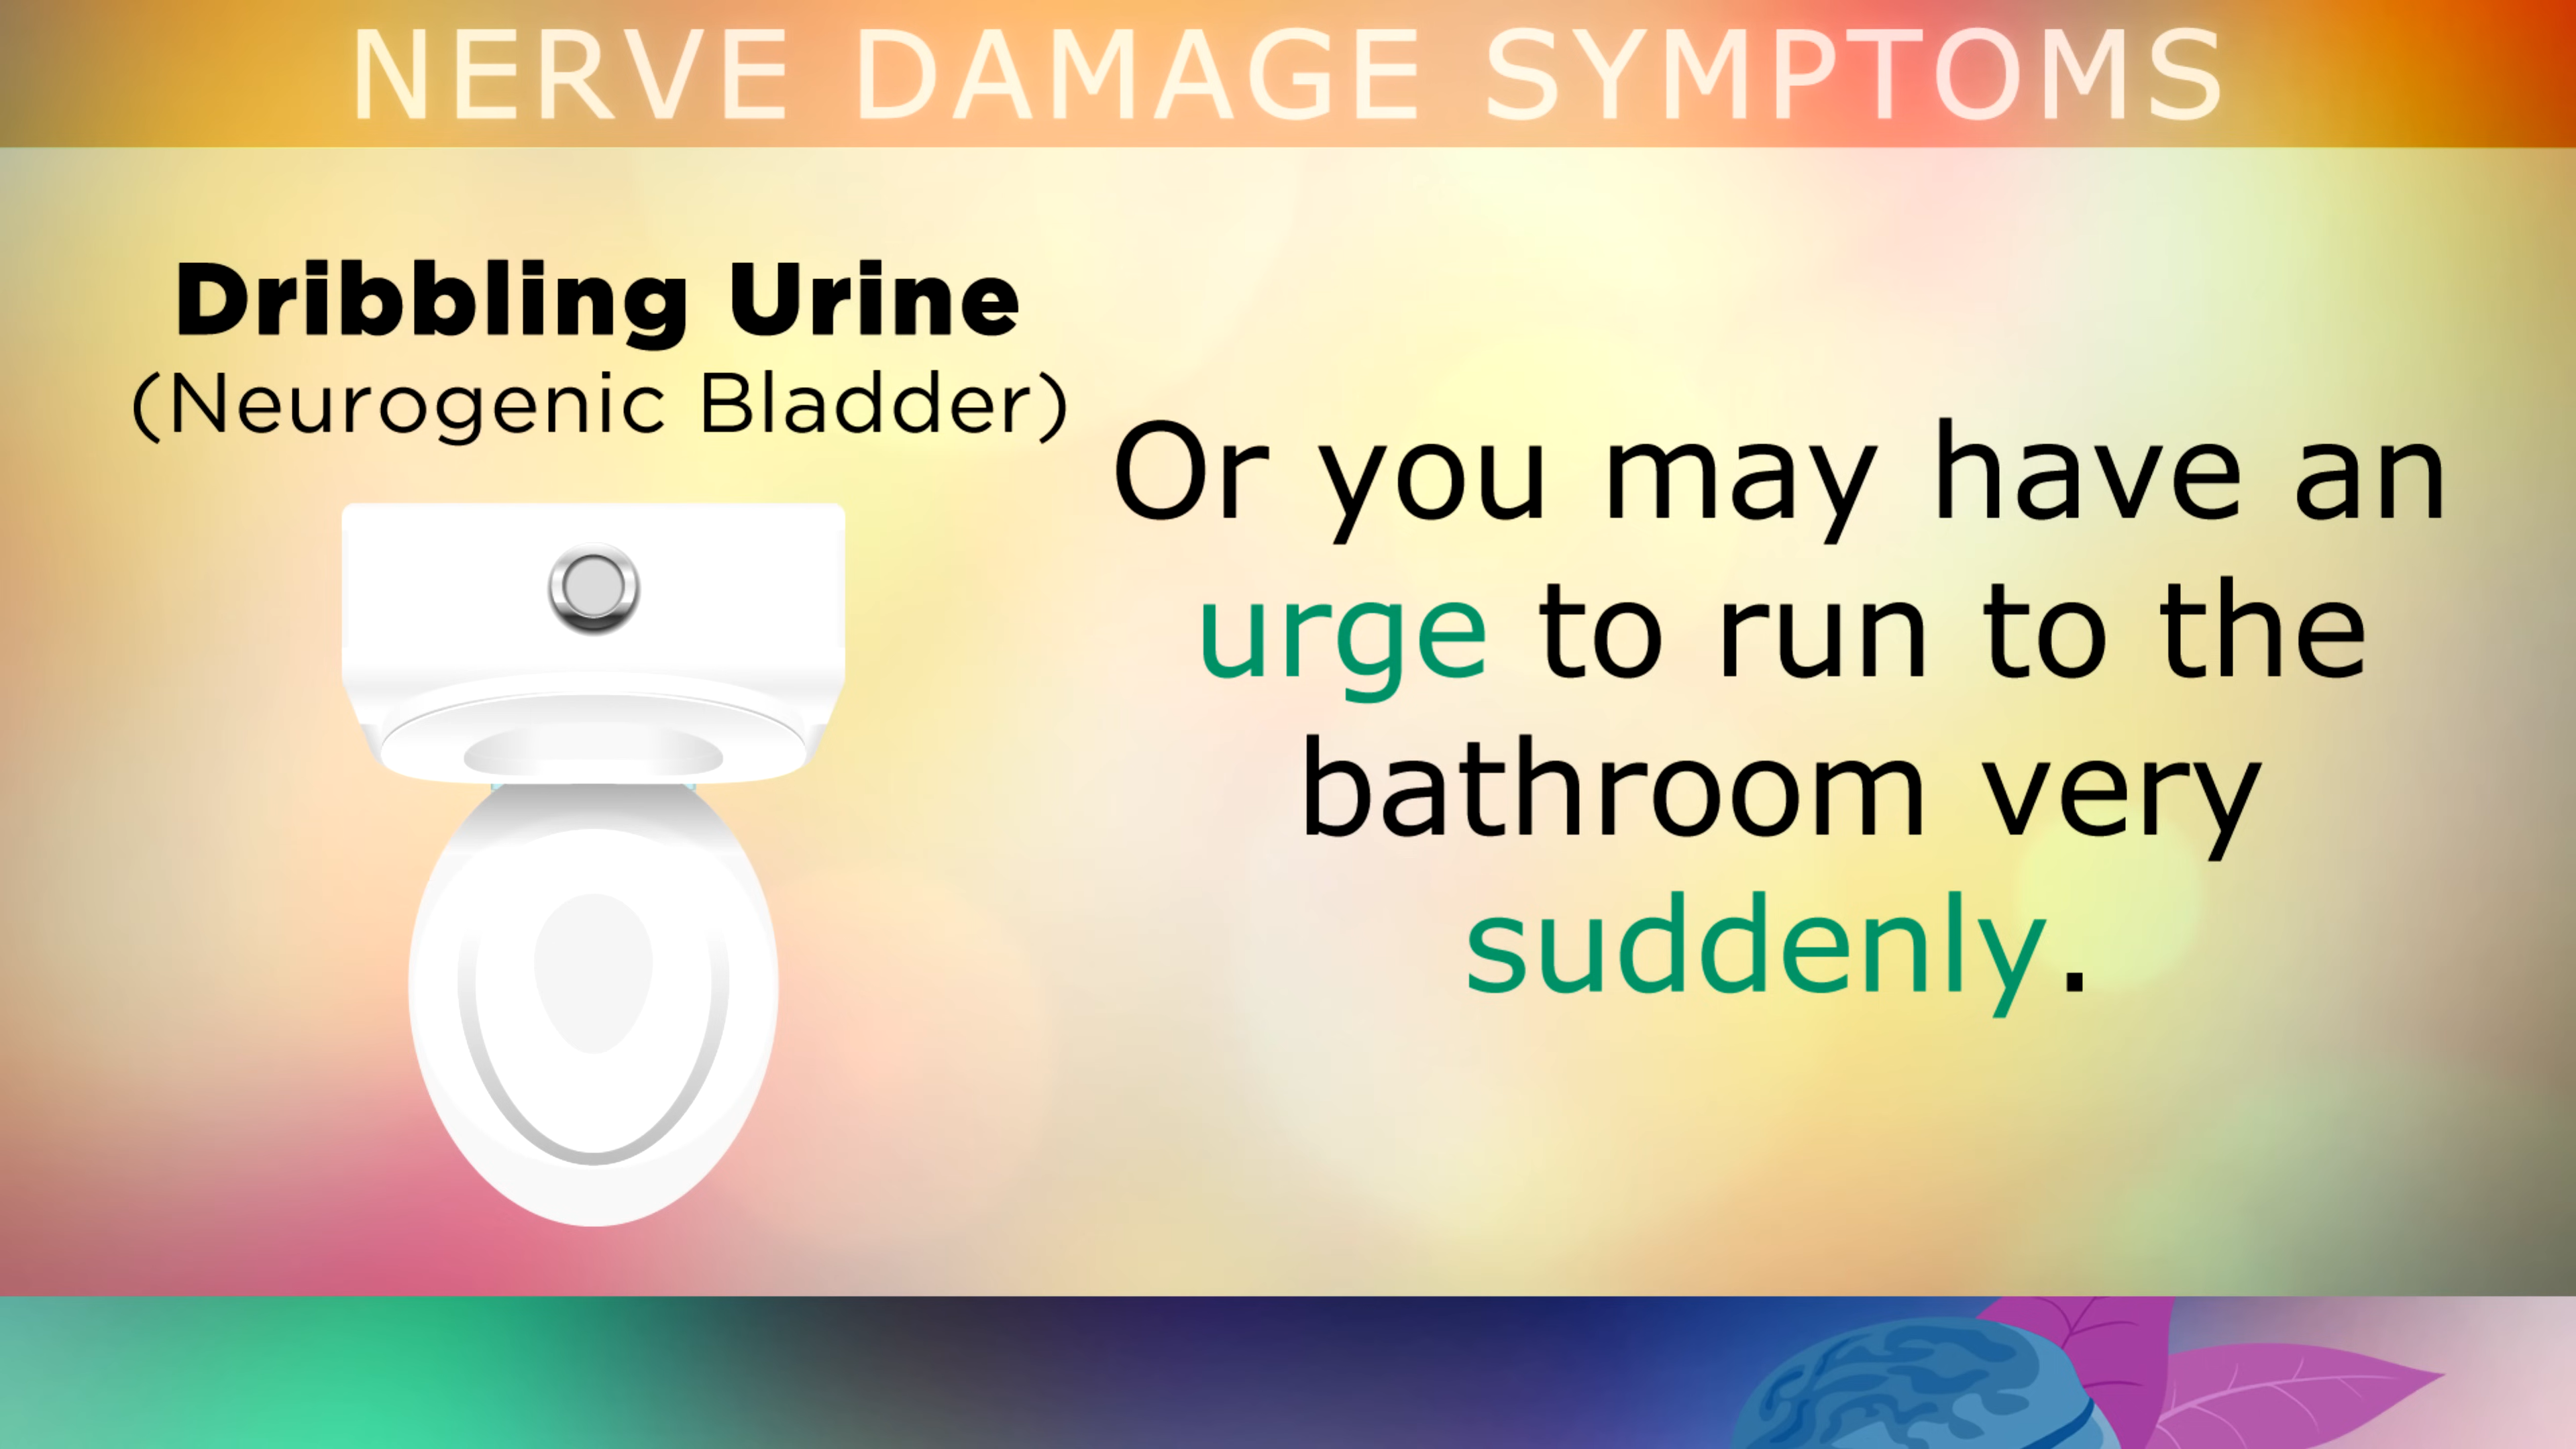 NERVE DAMAGE SYMPTOMS
Dribbling Urine
(Neurogenic Bladder)
Or you may have an
urge to run to the
bathroom very
suddenly.